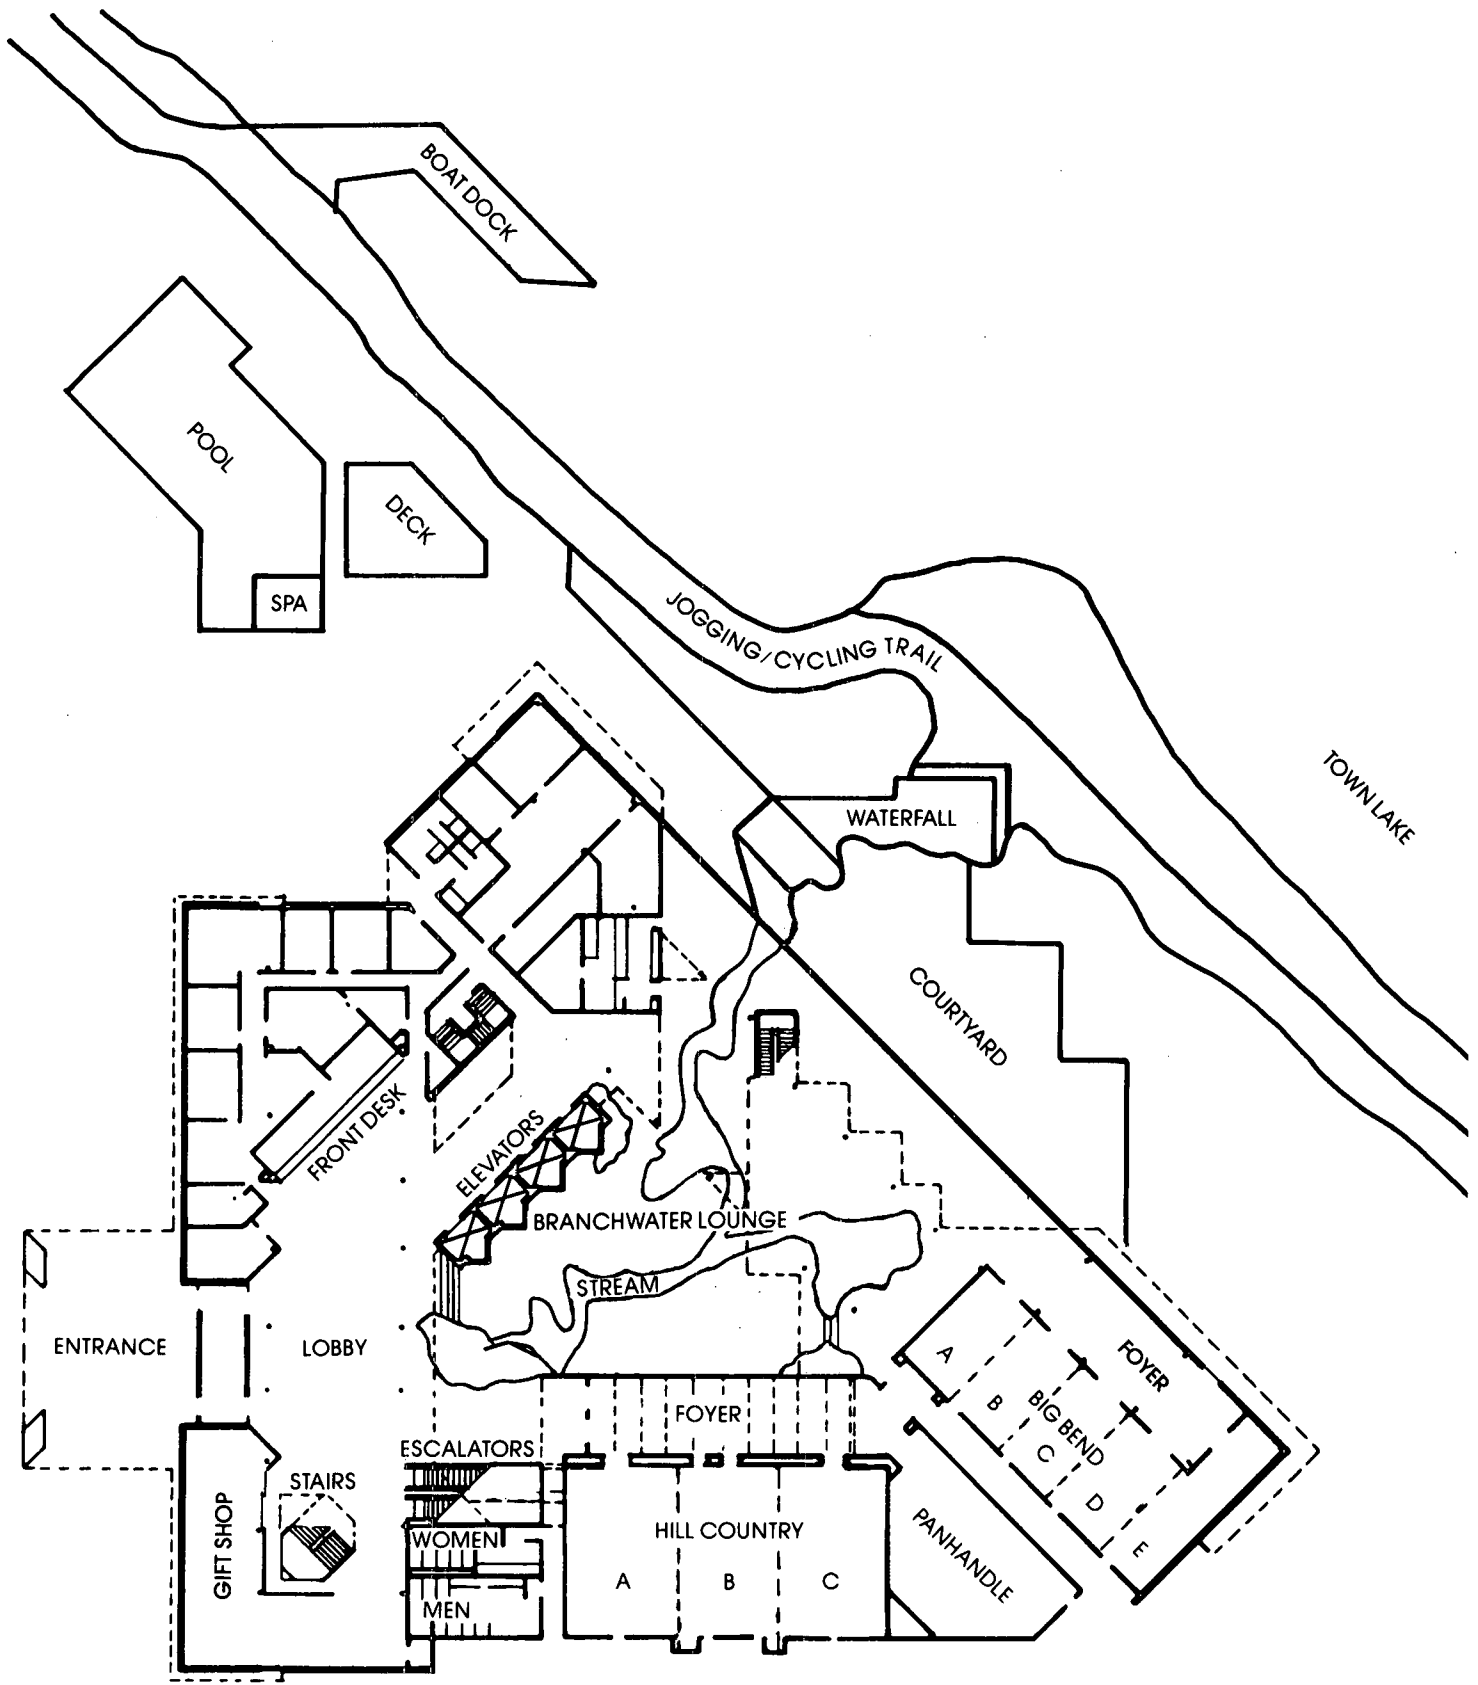 BOAT DOCK
POOL
DECK
SPA
JOGGING/CYCLING TRAIL
TOWN LAKE
WATERFALL
COURTYARD
FRONT DESK
ELEVATORS
BRANCHWATER LOUNGE
STREAM
ENTRANCE
LOBBY
FOYER
A
B
BIG BEND
C
D
E
FOYER
ESCALATORS
STAIRS
GIFT SHOP
WOMEN
MEN
HILL COUNTRY
A
B
C
PANHANDLE